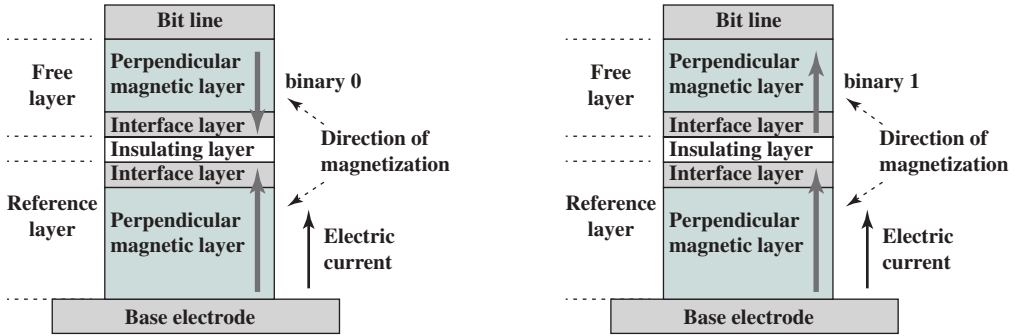 Bit line
Free
layer
Perpendicular
magnetic layer
binary 0
Interface layer
Insulating layer
Direction of
magnetization
Interface layer
Reference
layer
Perpendicular
magnetic layer
Electric
current
Base electrode
Bit line
Free
layer
Perpendicular
magnetic layer
binary 1
Interface layer
Insulating layer
Direction of
magnetization
Interface layer
Reference
layer
Perpendicular
magnetic layer
Electric
current
Base electrode